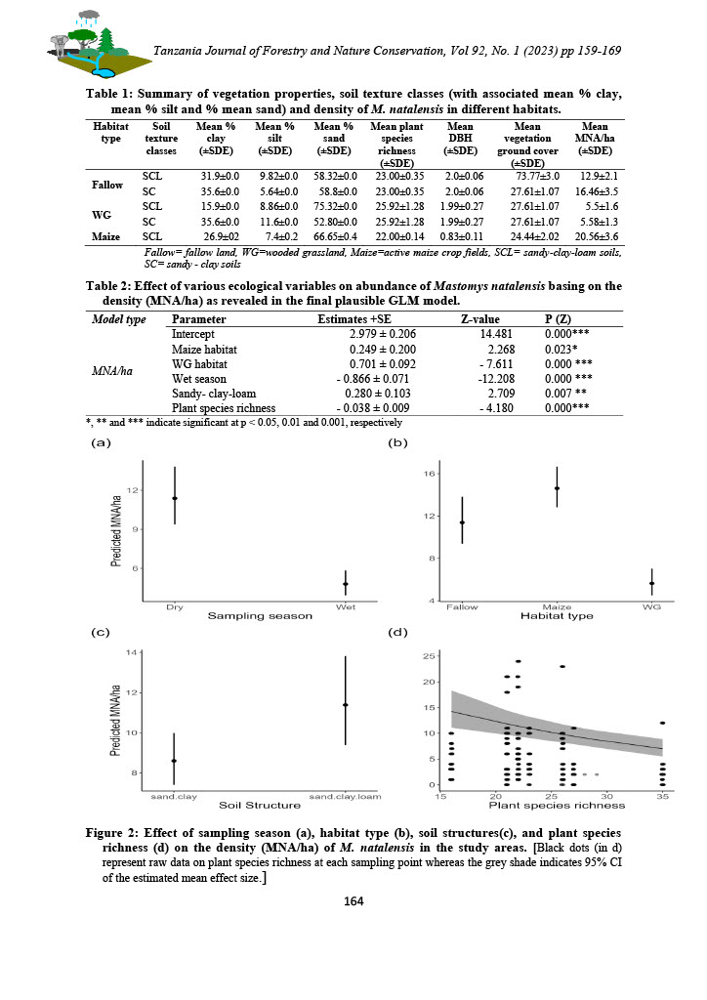 Tanzania Journal of Forestry and Nature Conservation, Vol 92, No. 1 (2023) pp 159-169
Table 1: Summary of vegetation properties, soil texture classes (with associated mean % clay,
mean % silt and % mean sand) and density of M. natalensis in different habitats.
Habitat type Soil texture classes Mean % clay (±SDE) Mean % silt (±SDE) Mean % sand (±SDE) Mean plant species richness (±SDE) Mean DBH (±SDE) Mean vegetation ground cover (±SDE) Mean MNA/ha (±SDE)
Fallow SCL 31.9±0.0 9.82±0.0 58.32±0.0 23.00±0.35 2.0±0.06 73.77±3.0 12.9±2.1
SC 35.6±0.0 5.64±0.0 58.8±0.0 23.00±0.35 2.0±0.06 27.61±1.07 16.46±3.5
WG SCL 15.9±0.0 8.86±0.0 75.32±0.0 25.92±1.28 1.99±0.27 27.61±1.07 5.5±1.6
SC 35.6±0.0 11.6±0.0 52.80±0.0 25.92±1.28 1.99±0.27 27.61±1.07 5.58±1.3
Maize SCL 26.9±02 7.4±0.2 66.65±0.4 22.00±0.14 0.83±0.11 24.44±2.02 20.56±3.6
Fallow= fallow land, WG=wooded grassland, Maize=active maize crop fields, SCL= sandy-clay-loam soils,
SC= sandy - clay soils
Table 2: Effect of various ecological variables on abundance of Mastomys natalensis basing on the
density (MNA/ha) as revealed in the final plausible GLM model.
Model type Parameter Estimates +SE Z-value P (Z)
MNA/ha Intercept 2.979 ± 0.206 14.481 0.000***
Maize habitat 0.249 ± 0.200 2.268 0.023*
WG habitat 0.701 ± 0.092 - 7.611 0.000 ***
Wet season - 0.866 ± 0.071 -12.208 0.000 ***
Sandy- clay-loam 0.280 ± 0.103 2.709 0.007 **
Plant species richness - 0.038 ± 0.009 - 4.180 0.000***
*, ** and *** indicate significant at p < 0.05, 0.01 and 0.001, respectively
(a)
Predicted MNA/ha
12
9
6
Dry Wet
Sampling season
(b)
16
12
8
4
Fallow Maize WG
Habitat type
(c)
Predicted MNA/ha
14
12
10
8
sand.clay sand.clay.loam
Soil Structure
(d)
25
20
15
10
5
0
15 20 25 30 35
Plant species richness
Figure 2: Effect of sampling season (a), habitat type (b), soil structures(c), and plant species
richness (d) on the density (MNA/ha) of M. natalensis in the study areas. [Black dots (in d)
represent raw data on plant species richness at each sampling point whereas the grey shade indicates 95% CI
of the estimated mean effect size.]
164